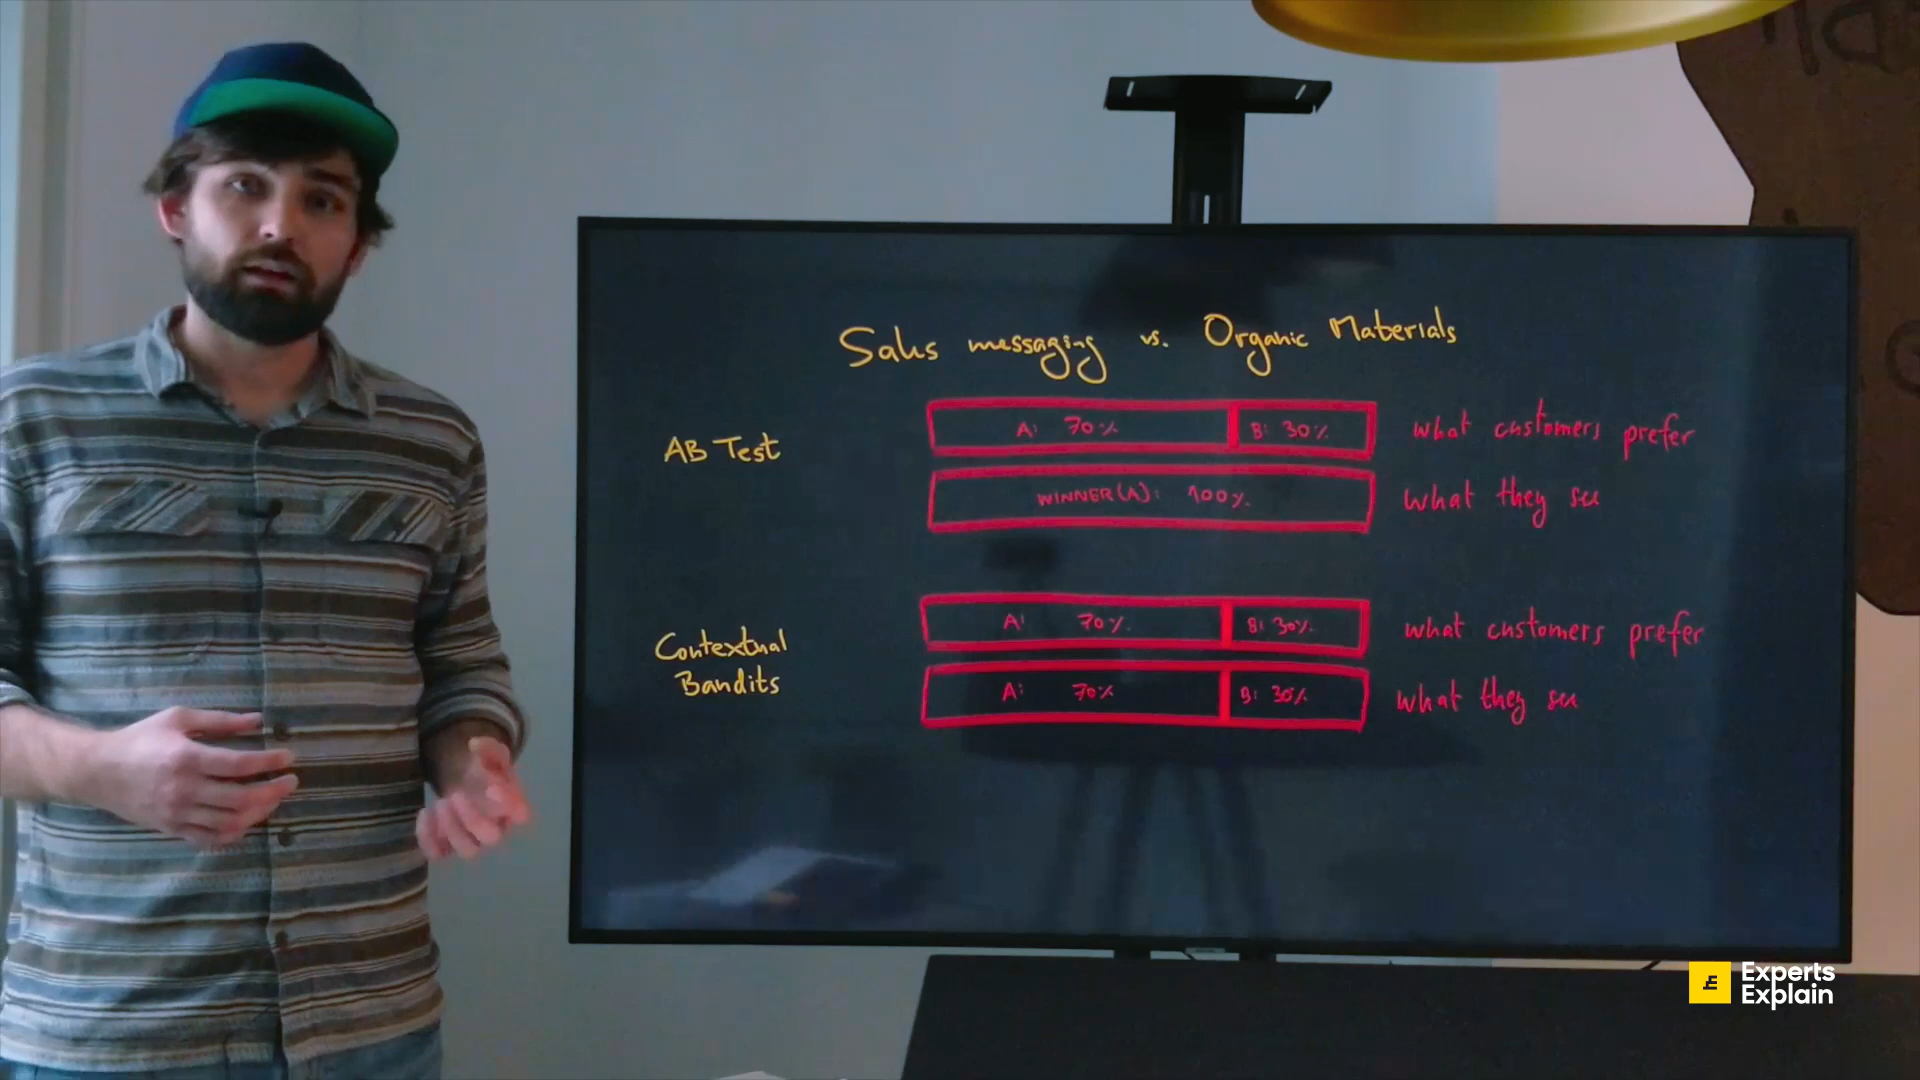 Sales messaging vs. Organic Materials
AB Test
A: 70%
B: 30%
what customers prefer
WINNER(A): 100%
what they see
Contextual
Bandits
A: 70%
B: 30%
what customers prefer
A: 70%
B: 30%
what they see
Experts
Explain